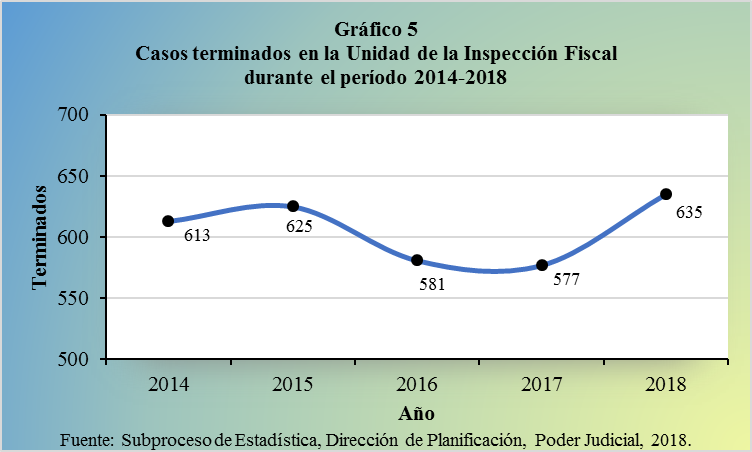 Gráfico 5
Casos terminados en la Unidad de la Inspección Fiscal
durante el período 2014-2018
700
650
600
550
500
Terminados
613
625
581
577
635
2014
2015
2016
2017
2018
Año
Fuente: Subproceso de Estadística, Dirección de Planificación, Poder Judicial, 2018.